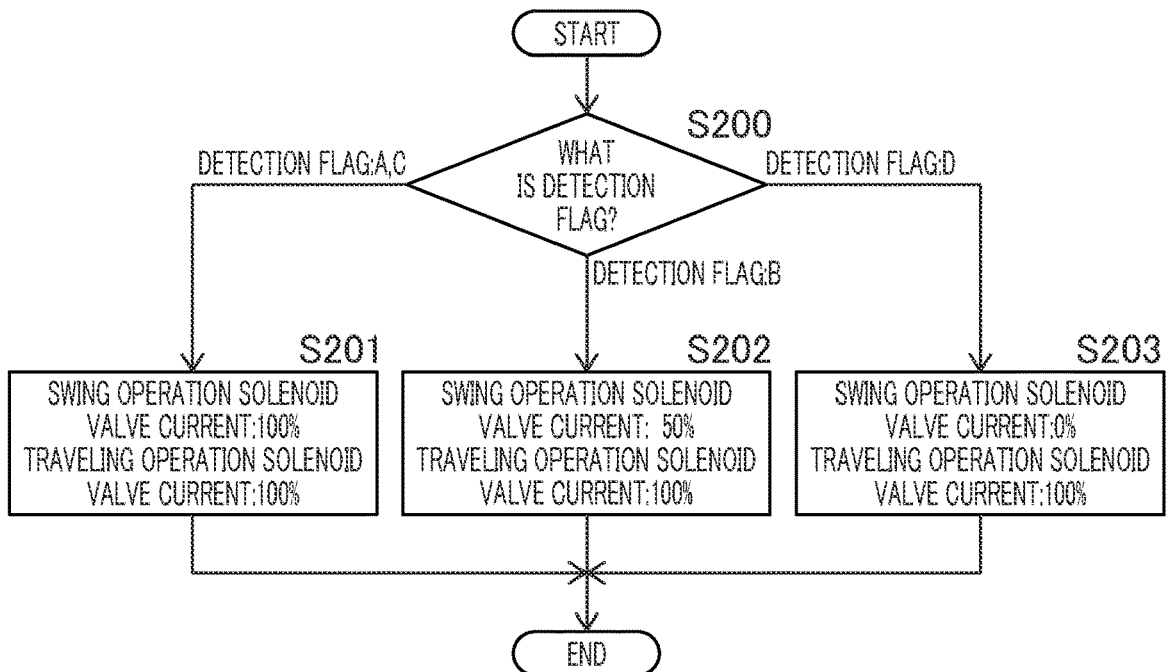 START
S200
WHAT
IS DETECTION
FLAG?
DETECTION FLAG:A,C
DETECTION FLAG:D
DETECTION FLAG:B
S201
SWING OPERATION SOLENOID
VALVE CURRENT:100%
TRAVELING OPERATION SOLENOID
VALVE CURRENT:100%
S202
SWING OPERATION SOLENOID
VALVE CURRENT: 50%
TRAVELING OPERATION SOLENOID
VALVE CURRENT:100%
S203
SWING OPERATION SOLENOID
VALVE CURRENT:0%
TRAVELING OPERATION SOLENOID
VALVE CURRENT:100%
END